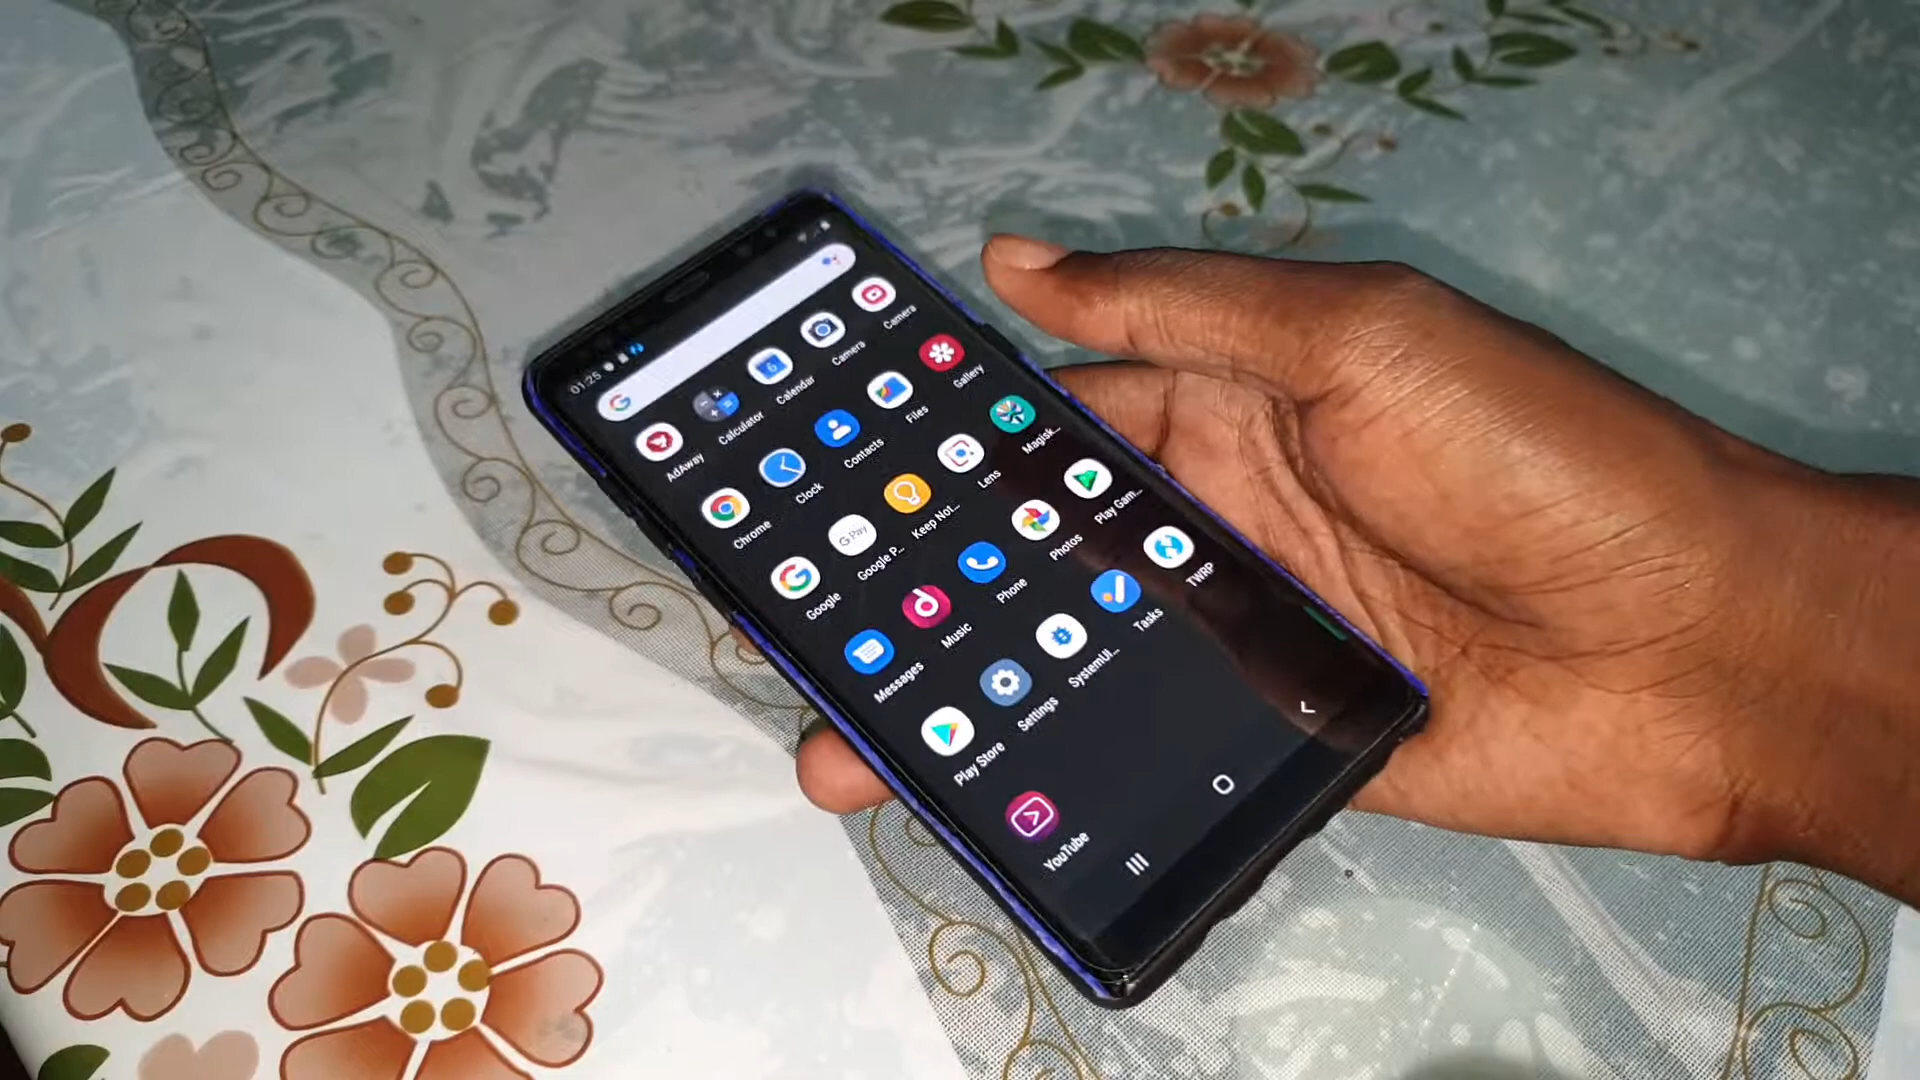 01:25
AdAway
Calculator
Calendar
Camera
Camera
Chrome
Clock
Contacts
Files
Gallery
Google
G Pay
Google P...
Keep Not...
Lens
Magisk...
Messages
Music
Phone
Photos
Play Gam...
Play Store
Settings
SystemUI...
Tasks
TWRP
YouTube